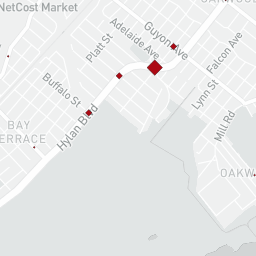 NetCost Market
Adelaide Ave
Platt St
Guyon Ave
Falcon Ave
Lynn St
Buffalo St
Hylan Blvd
Mill Rd
BAY
ERRACE
OAKW